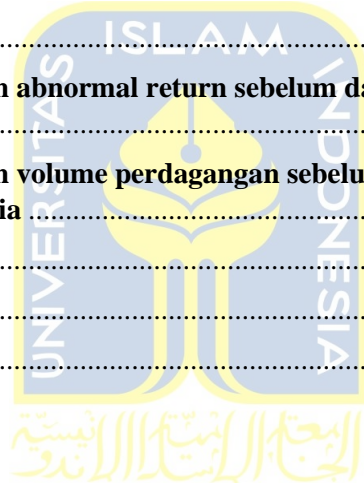 ISLAM
UNIVERSITAS
INDONESIA
.....................................................................
n abnormal return sebelum da
.....................................................................
n volume perdagangan sebelu
ia .................................................................
.....................................................................
.....................................................................
.....................................................................